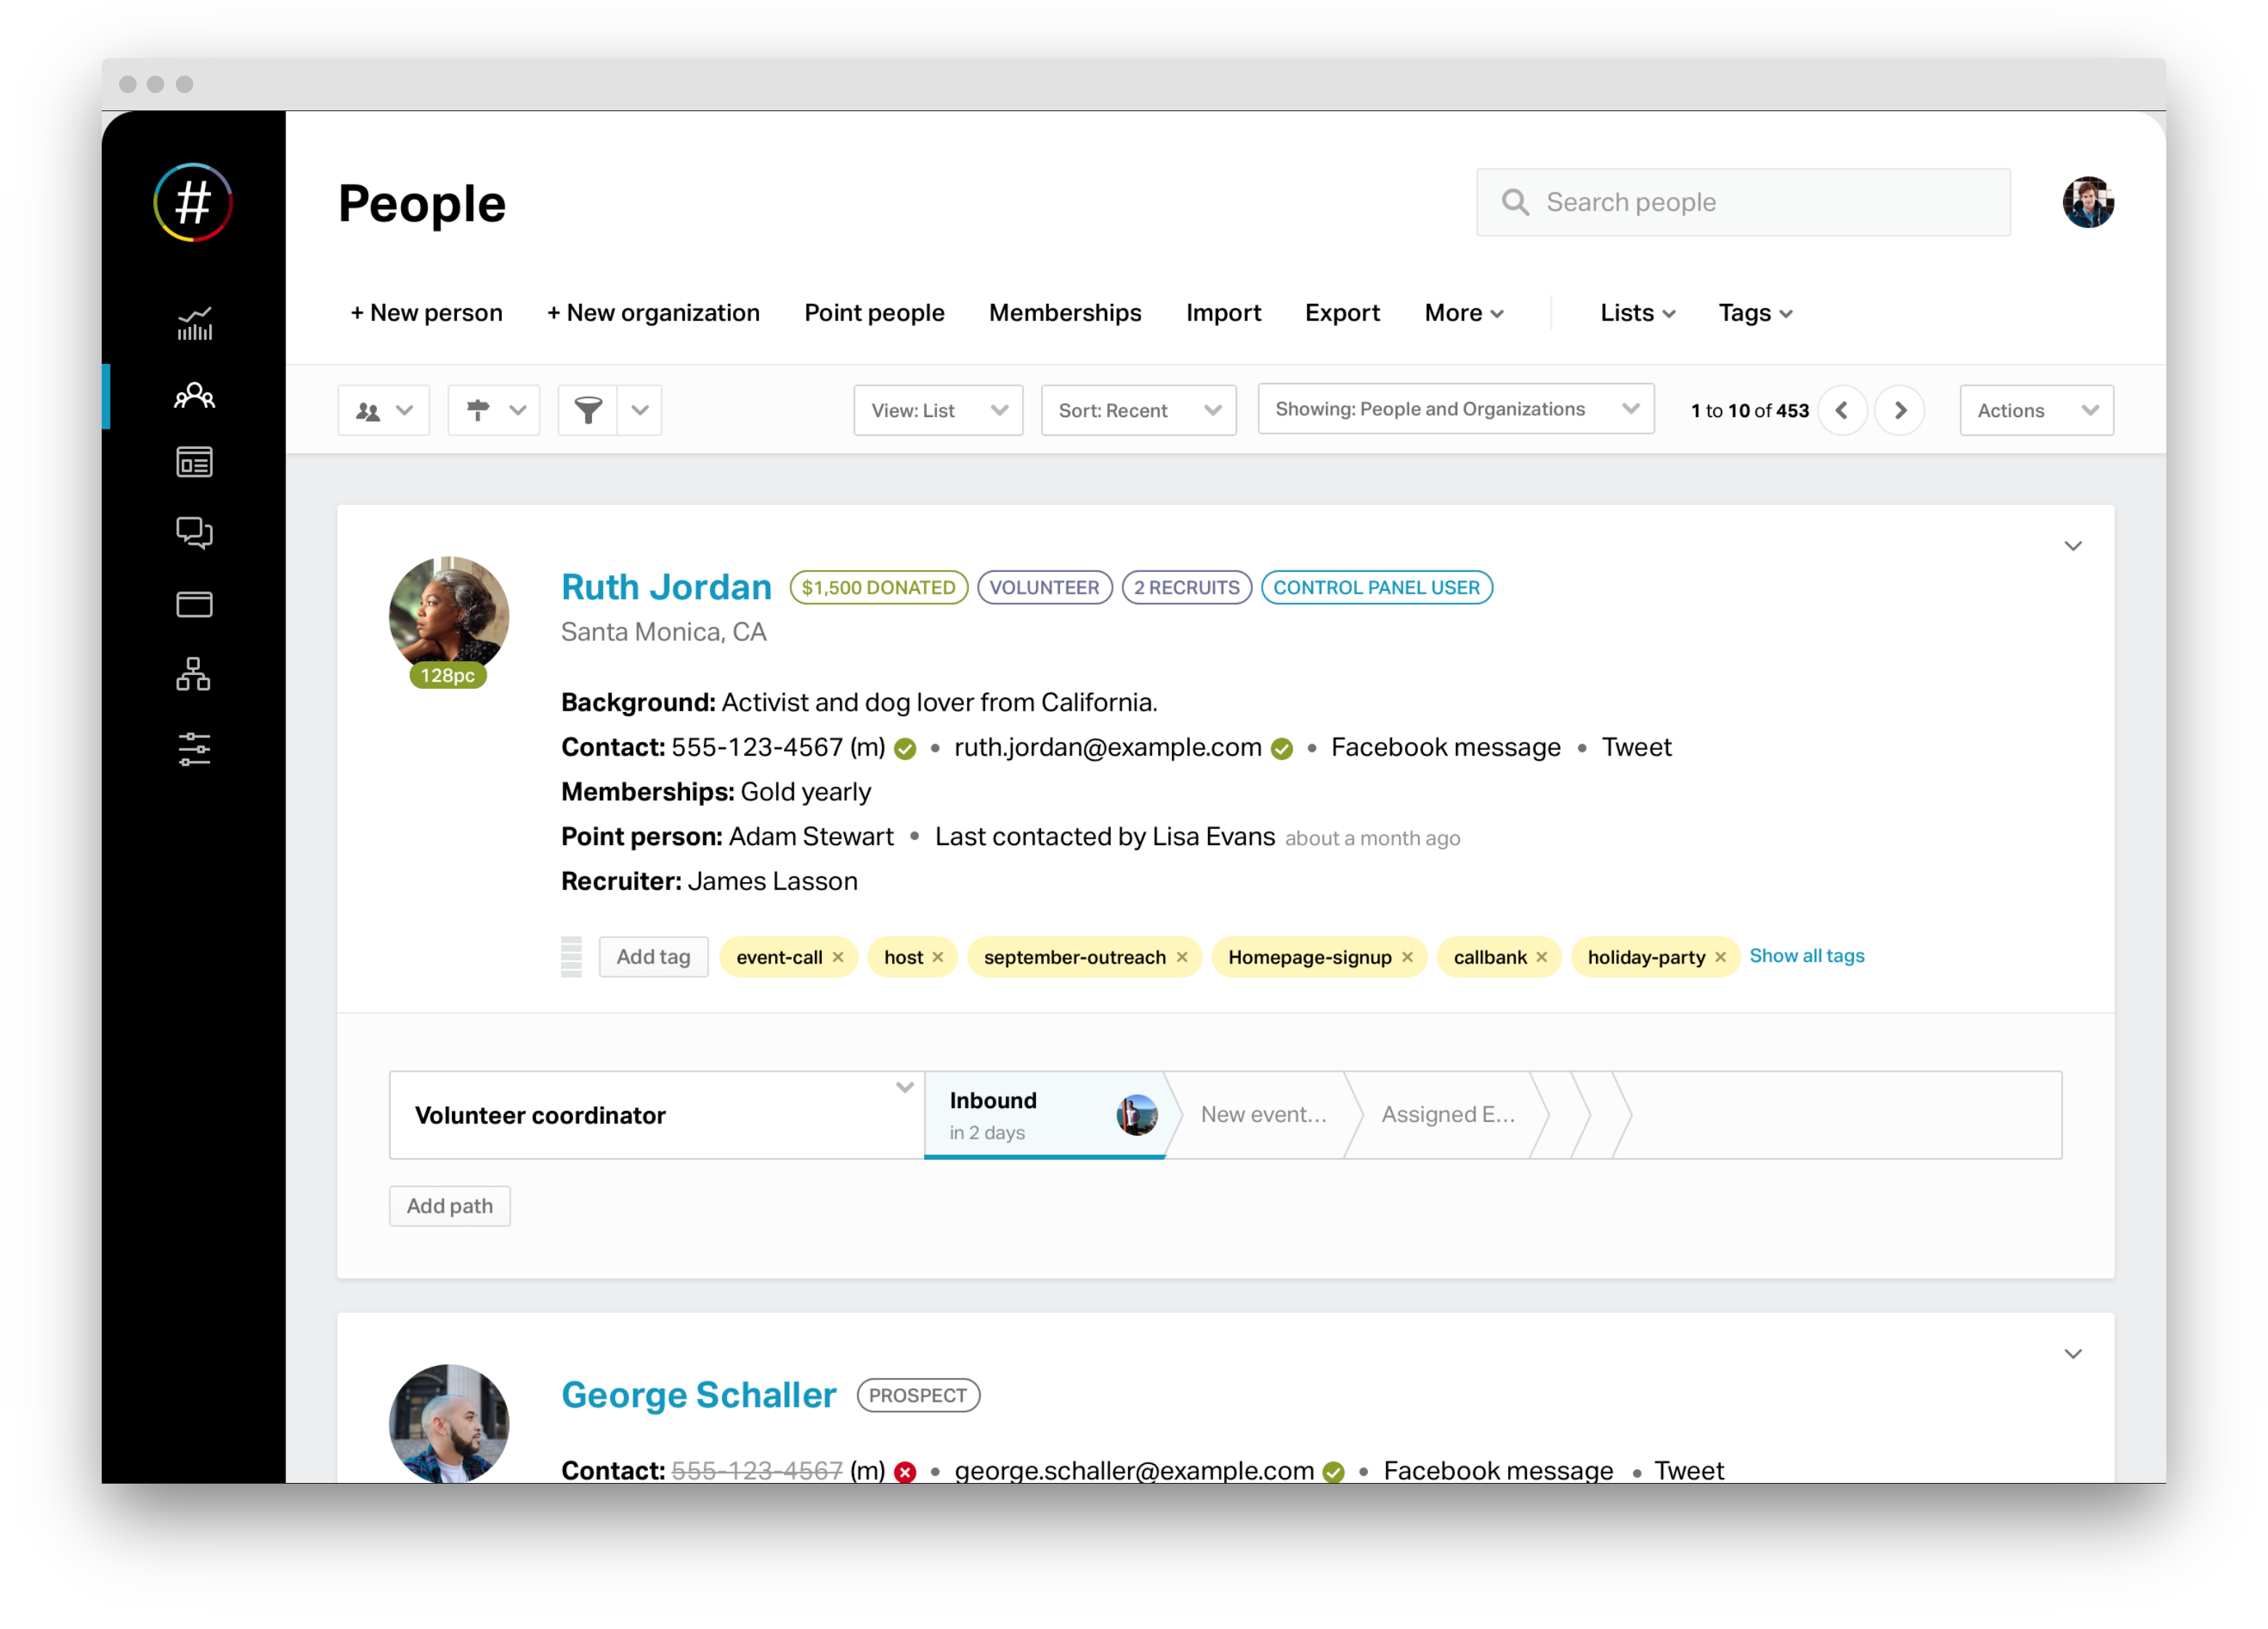 #
People
Search people
+ New person + New organization Point people Memberships Import Export More Lists Tags
View: List Sort: Recent Showing: People and Organizations 1 to 10 of 453 Actions
Ruth Jordan $1,500 DONATED VOLUNTEER 2 RECRUITS CONTROL PANEL USER
Santa Monica, CA
128pc
Background: Activist and dog lover from California.
Contact: 555-123-4567 (m) • ruth.jordan@example.com • Facebook message • Tweet
Memberships: Gold yearly
Point person: Adam Stewart • Last contacted by Lisa Evans about a month ago
Recruiter: James Lasson
Add tag event-call × host × september-outreach × Homepage-signup × callbank × holiday-party × Show all tags
Volunteer coordinator
Inbound
in 2 days
New event...
Assigned E...
Add path
George Schaller PROSPECT
Contact: 555-123-4567 (m) • george.schaller@example.com • Facebook message • Tweet